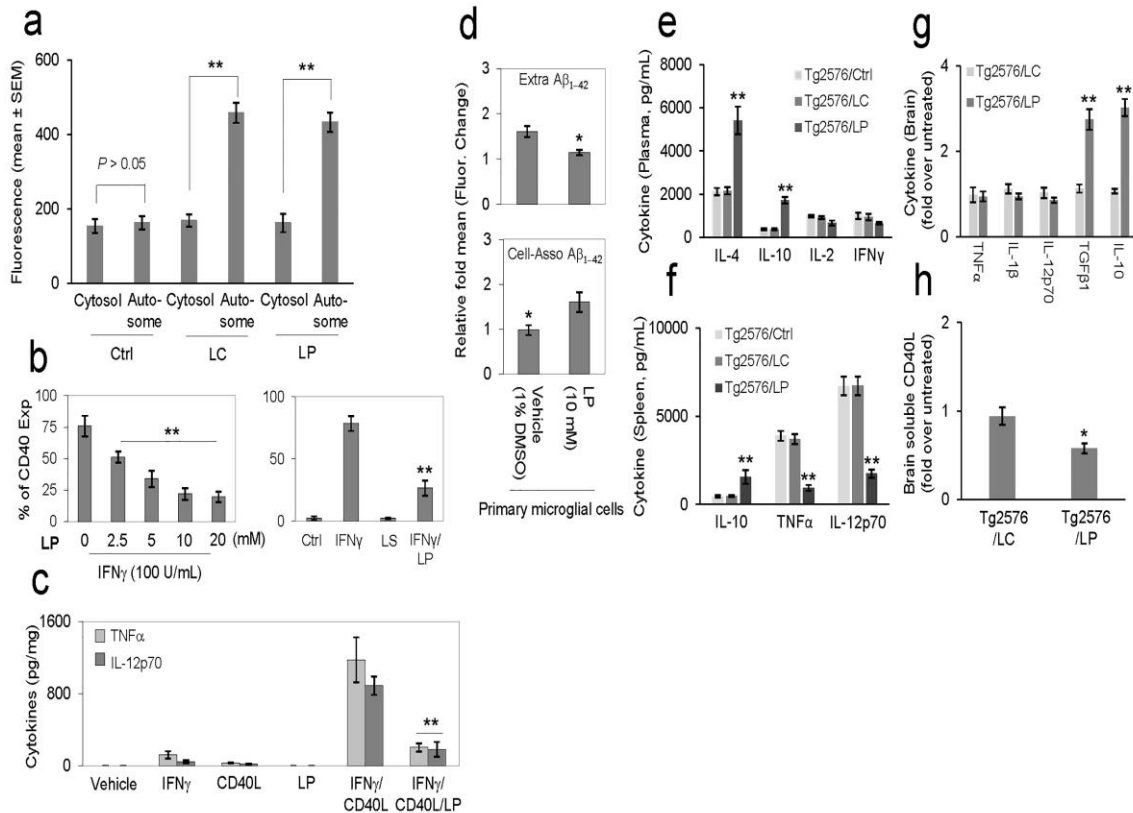 a
Fluorescence (mean ± SEM)
600
400
200
0
P > 0.05
**
**
Cytosol Auto-some Cytosol Auto-some Cytosol Auto-some
Ctrl LC LP
b
% of CD40 Exp
100
75
50
25
0
**
LP 0 2.5 5 10 20 (mM)
IFNγ (100 U/mL)
100
50
0
**
Ctrl IFNγ LS IFNγ/LP
c
Cytokines (pg/mg)
1600
800
0
TNFα
IL-12p70
**
Vehicle IFNγ CD40L LP IFNγ/CD40L IFNγ/CD40L/LP
d
Relative fold mean (Fluor. Change)
3
2
1
0
Extra Aβ1–42
*
2
1
0
Cell-Asso Aβ1–42
*
Vehicle (1% DMSO)
LP (10 mM)
Primary microglial cells
e
Cytokine (Plasma, pg/mL)
8000
6000
4000
2000
0
Tg2576/Ctrl
Tg2576/LC
Tg2576/LP
**
**
IL-4 IL-10 IL-2 IFNγ
f
Cytokine (Spleen, pg/mL)
10000
5000
0
Tg2576/Ctrl
Tg2576/LC
Tg2576/LP
**
**
**
IL-10 TNFα IL-12p70
g
Cytokine (Brain)
(fold over untreated)
4
3
2
1
0
Tg2576/LC
Tg2576/LP
**
**
TNFα
IL-1β
IL-12p70
TGFβ1
IL-10
h
Brain soluble CD40L
(fold over untreated)
2
1
0
*
Tg2576 Tg2576
/LC /LP